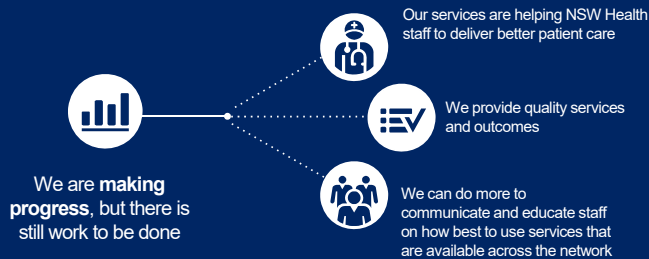 We are making
progress, but there is
still work to be done
Our services are helping NSW Health
staff to deliver better patient care
We provide quality services
and outcomes
We can do more to
communicate and educate staff
on how best to use services that
are available across the network